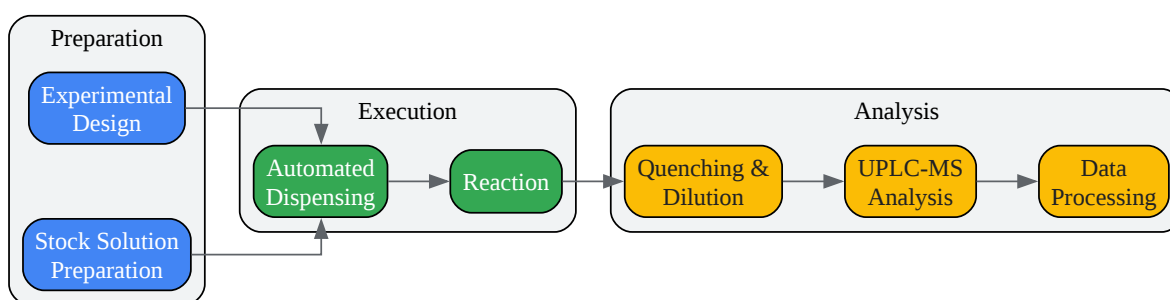 Preparation
Experimental
Design
Stock Solution
Preparation
Execution
Automated
Dispensing
Reaction
Analysis
Quenching &
Dilution
UPLC-MS
Analysis
Data
Processing